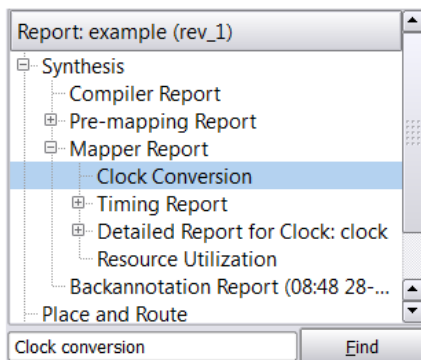 Report: example (rev_1)
Synthesis
Compiler Report
Pre-mapping Report
Mapper Report
Clock Conversion
Timing Report
Detailed Report for Clock: clock
Resource Utilization
Backannotation Report (08:48 28-...
Place and Route
Clock conversion Find